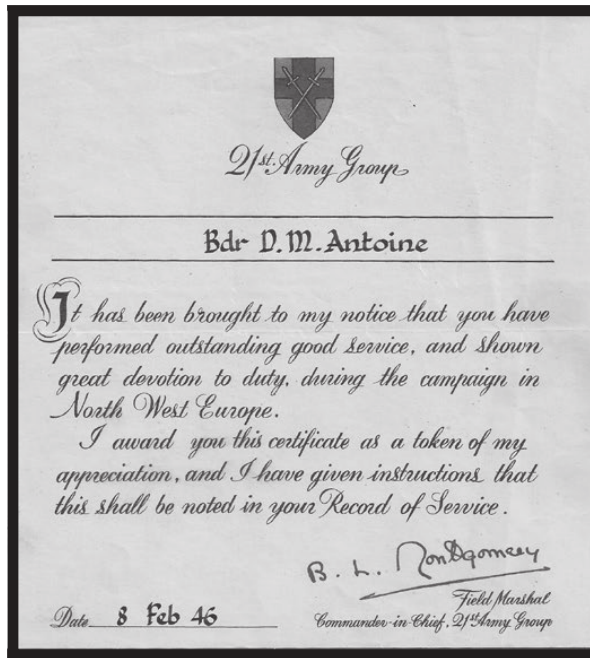 21st. Army Group
Bdr D.M. Antoine
It has been brought to my notice that you have
performed outstanding good service, and shown
great devotion to duty, during the campaign in
North West Europe.
I award you this certificate as a token of my
appreciation, and I have given instructions that
this shall be noted in your Record of Service.
B. L. Montgomery
Field Marshal
Date 8 Feb 46 Commander-in-Chief, 21st Army Group